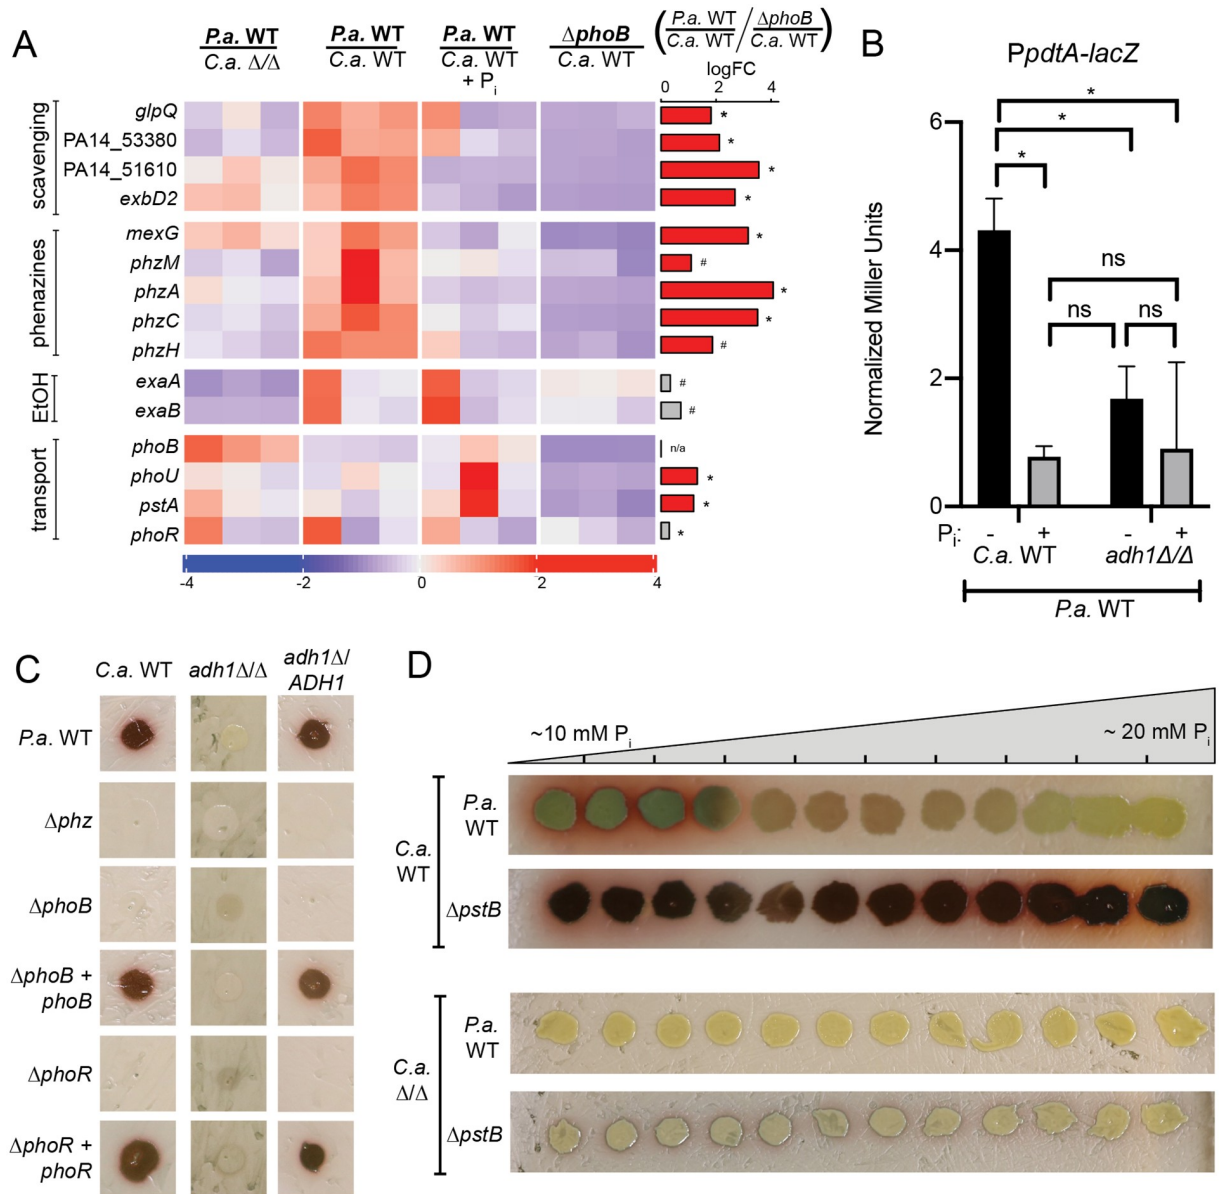 A
P.a. WT
C.a. Δ/Δ
P.a. WT
C.a. WT
P.a. WT
C.a. WT
+ Pi
ΔphoB
C.a. WT
(P.a. WT / ΔphoB)
C.a. WT C.a. WT
logFC
0 2 4
scavenging
glpQ *
PA14_53380 *
PA14_51610 *
exbD2 *
phenazines
mexG *
phzM #
phzA *
phzC *
phzH #
EtOH
exaA #
exaB #
transport
phoB n/a
phoU *
pstA *
phoR *
-4 -2 0 2 4
B
PpdtA-lacZ
Normalized Miller Units
6
4
2
0
*
*
*
ns
ns ns
Pi: - + - +
C.a. WT adh1Δ/Δ
P.a. WT
C
C.a. WT adh1Δ/Δ adh1Δ/
ADH1
P.a. WT
Δphz
ΔphoB
ΔphoB +
phoB
ΔphoR
ΔphoR +
phoR
D
~10 mM Pi ~ 20 mM Pi
C.a.
WT
P.a.
WT
ΔpstB
C.a.
Δ/Δ
P.a.
WT
ΔpstB